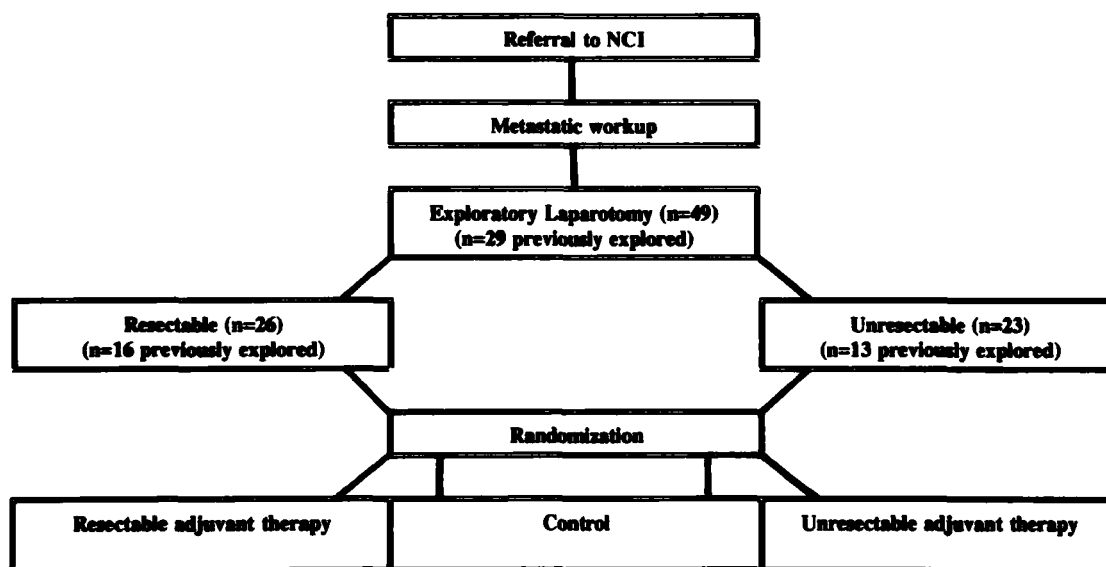 Referral to NCI
Metastatic workup
Exploratory Laparotomy (n=49)
(n=29 previously explored)
Resectable (n=26)
(n=16 previously explored)
Unresectable (n=23)
(n=13 previously explored)
Randomization
Resectable adjuvant therapy
Control
Unresectable adjuvant therapy